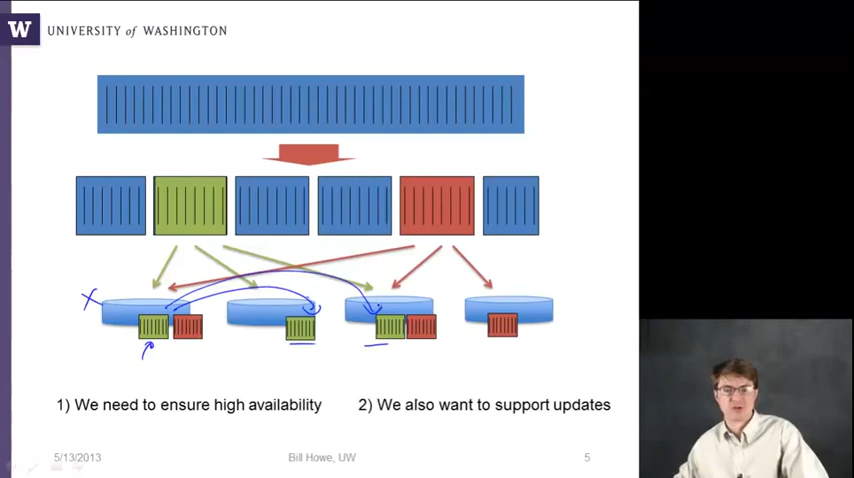 W UNIVERSITY of WASHINGTON
X
1) We need to ensure high availability 2) We also want to support updates
5/13/2013 Bill Howe, UW 5